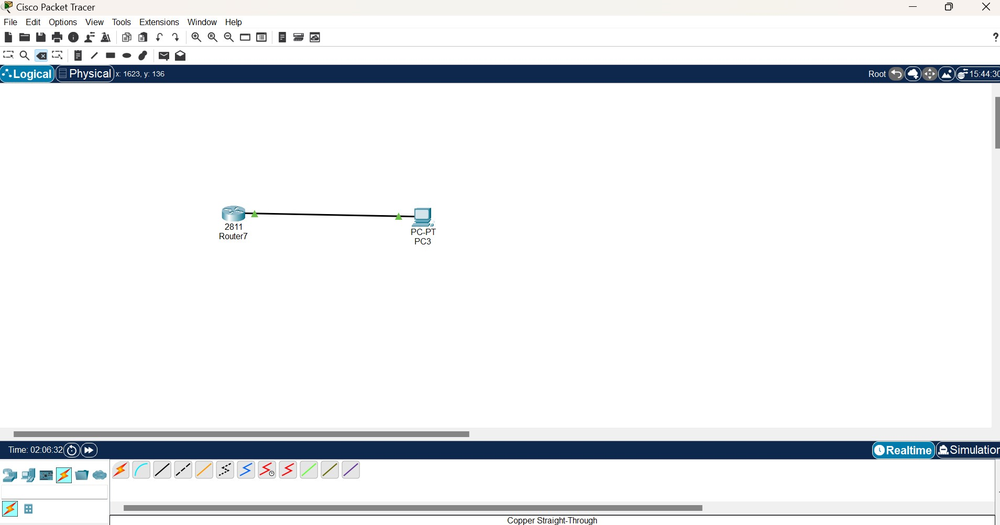 Cisco Packet Tracer
File Edit Options View Tools Extensions Window Help
?
Logical Physical x: 1623, y: 136 Root 15:44:30
2811
Router7
PC-PT
PC3
Time: 02:06:32 Realtime Simulation
Copper Straight-Through